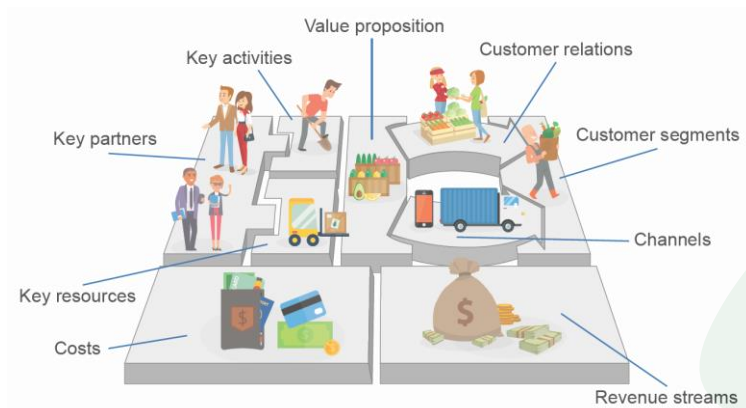 Value proposition
Key activities
Customer relations
Key partners
Customer segments
Channels
Key resources
Costs
Revenue streams
$
$